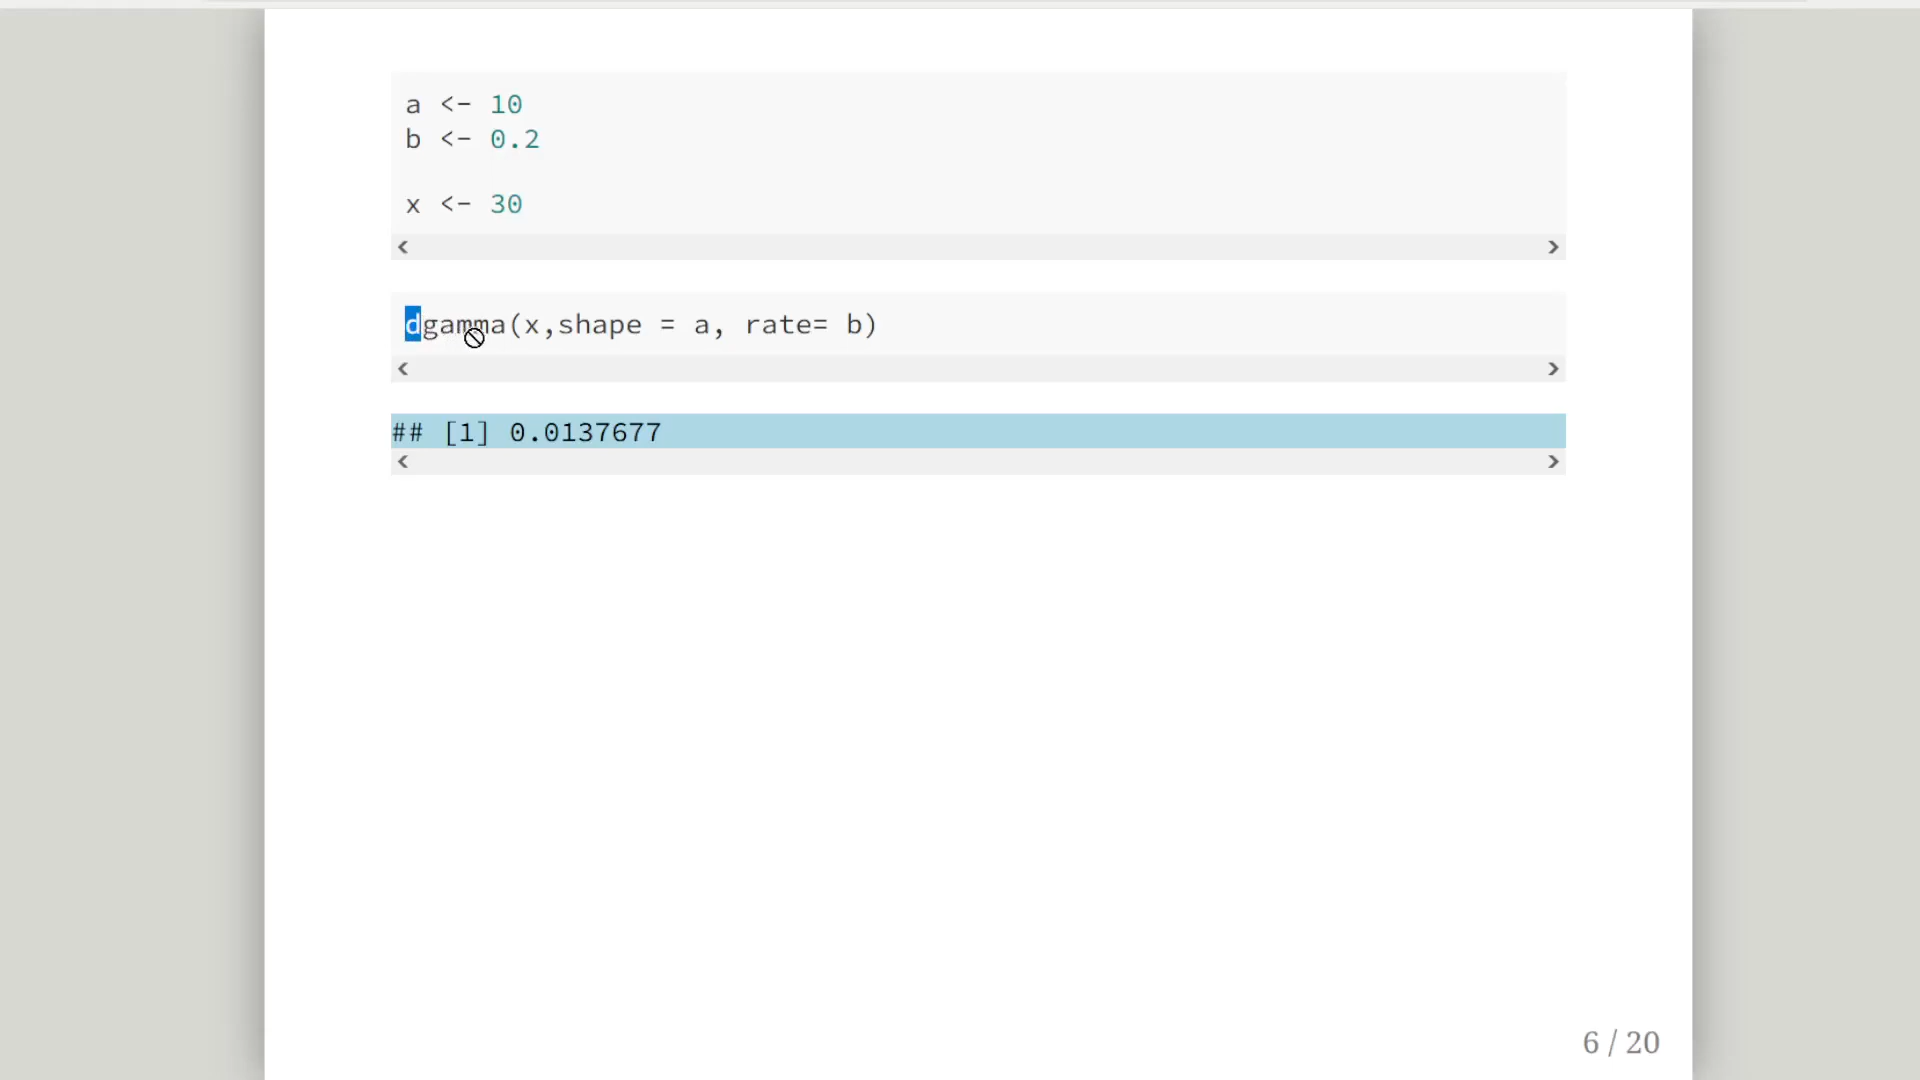 a <- 10
b <- 0.2
x <- 30
dgamma(x,shape = a, rate= b)
## [1] 0.0137677
6 / 20